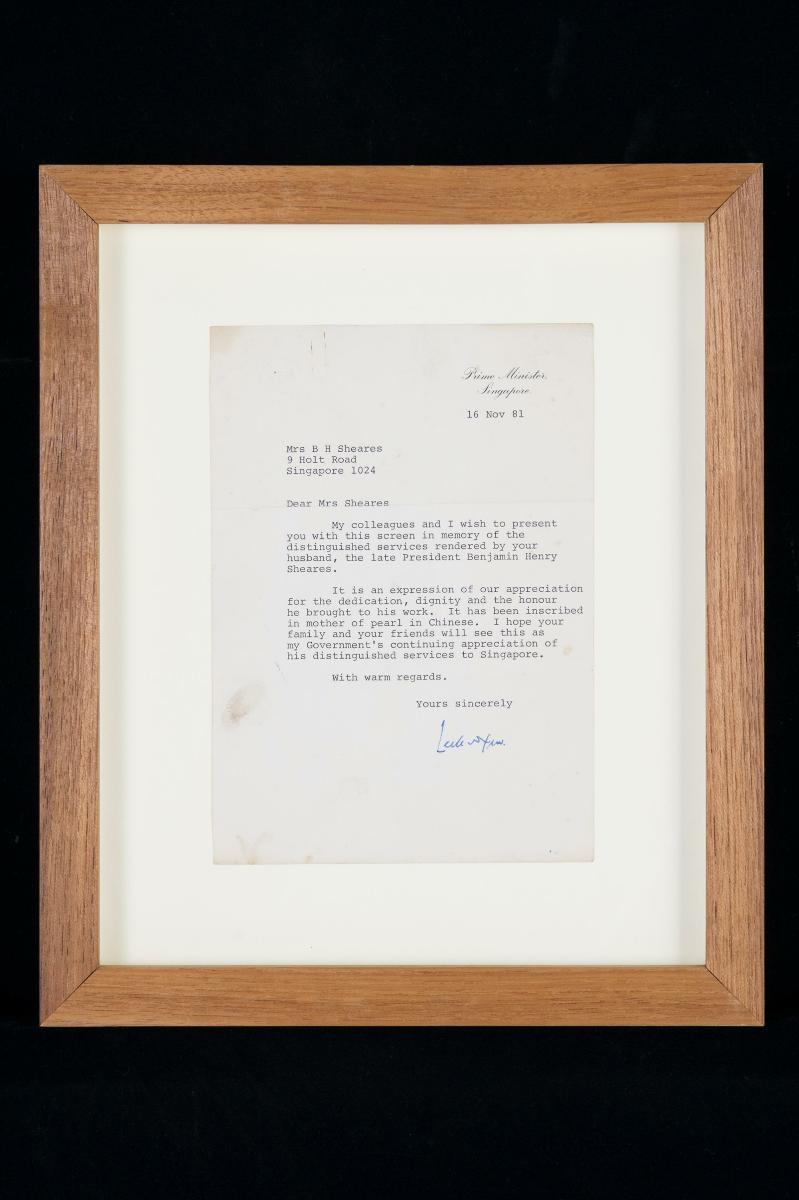 Prime Minister,
Singapore.
16 Nov 81
Mrs B H Sheares
9 Holt Road
Singapore 1024
Dear Mrs Sheares
My colleagues and I wish to present
you with this screen in memory of the
distinguished services rendered by your
husband, the late President Benjamin Henry
Sheares.
It is an expression of our appreciation
for the dedication, dignity and the honour
he brought to his work. It has been inscribed
in mother of pearl in Chinese. I hope your
family and your friends will see this as
my Government's continuing appreciation of
his distinguished services to Singapore.
With warm regards.
Yours sincerely